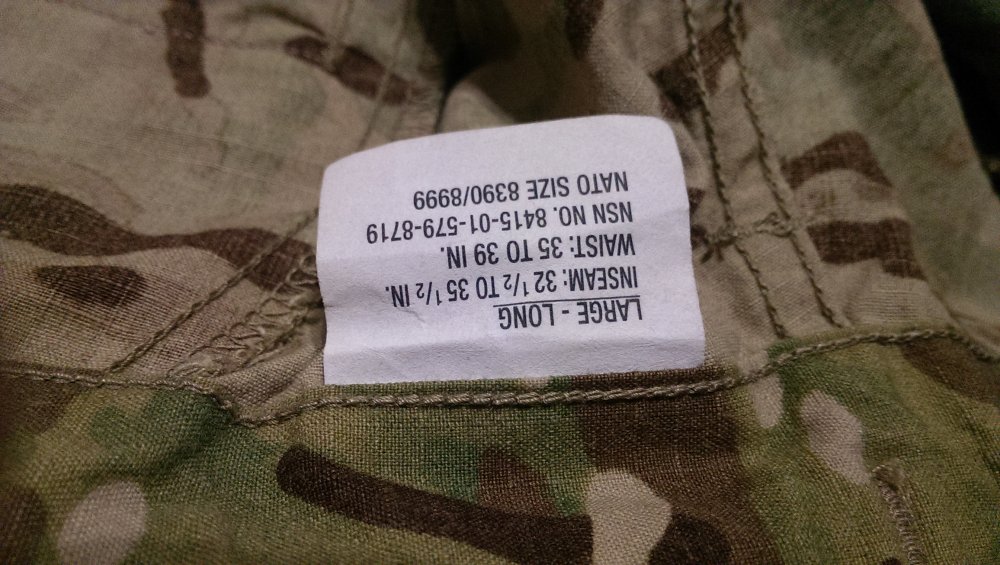 LARGE - LONG
INSEAM: 32 1/2 TO 35 1/2 IN.
WAIST: 35 TO 39 IN.
NSN NO. 8415-01-579-8719
NATO SIZE 8390/8999